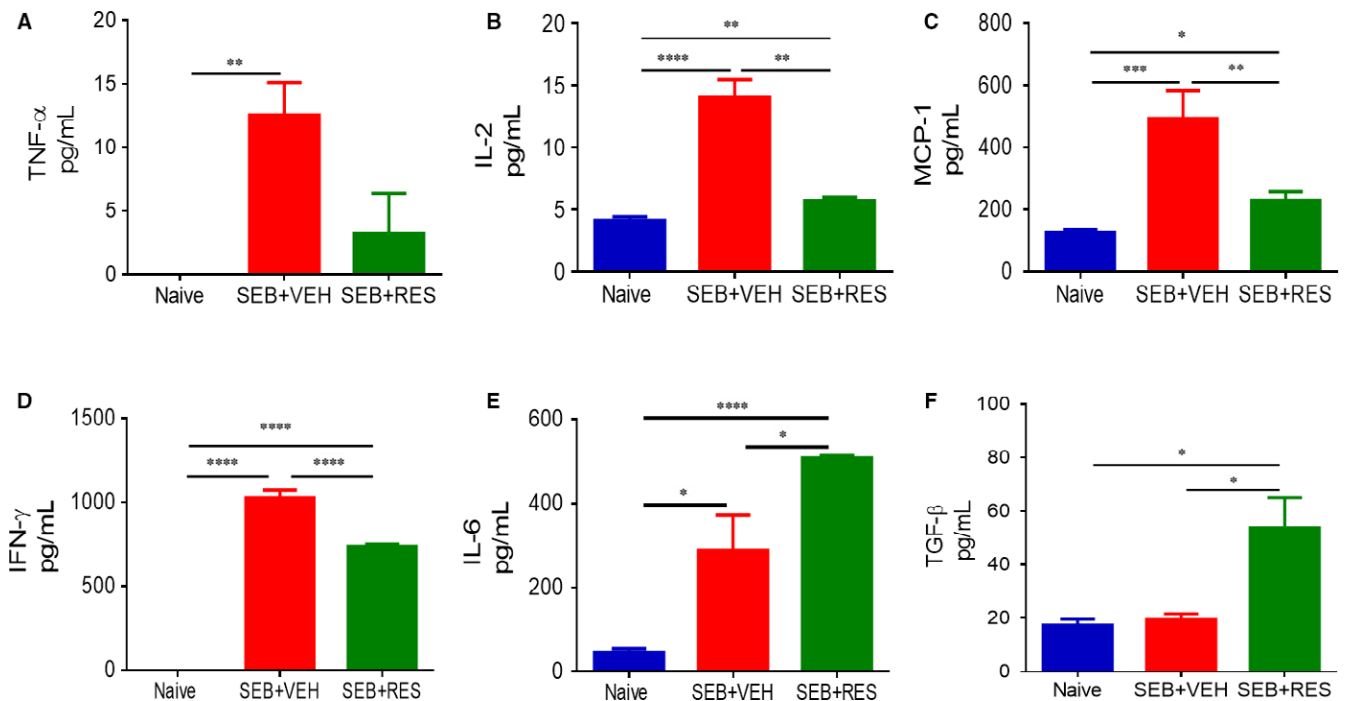 A
TNF-α
pg/mL
20
15
10
5
0
**
Naive SEB+VEH SEB+RES
B
IL-2
pg/mL
20
15
10
5
0
**
**** **
Naive SEB+VEH SEB+RES
C
MCP-1
pg/mL
800
600
400
200
0
*
*** **
Naive SEB+VEH SEB+RES
D
IFN-γ
pg/mL
1500
1000
500
0
****
**** ****
Naive SEB+VEH SEB+RES
E
IL-6
pg/mL
600
400
200
0
****
*
*
Naive SEB+VEH SEB+RES
F
TGF-β
pg/mL
100
80
60
40
20
0
*
*
Naive SEB+VEH SEB+RES